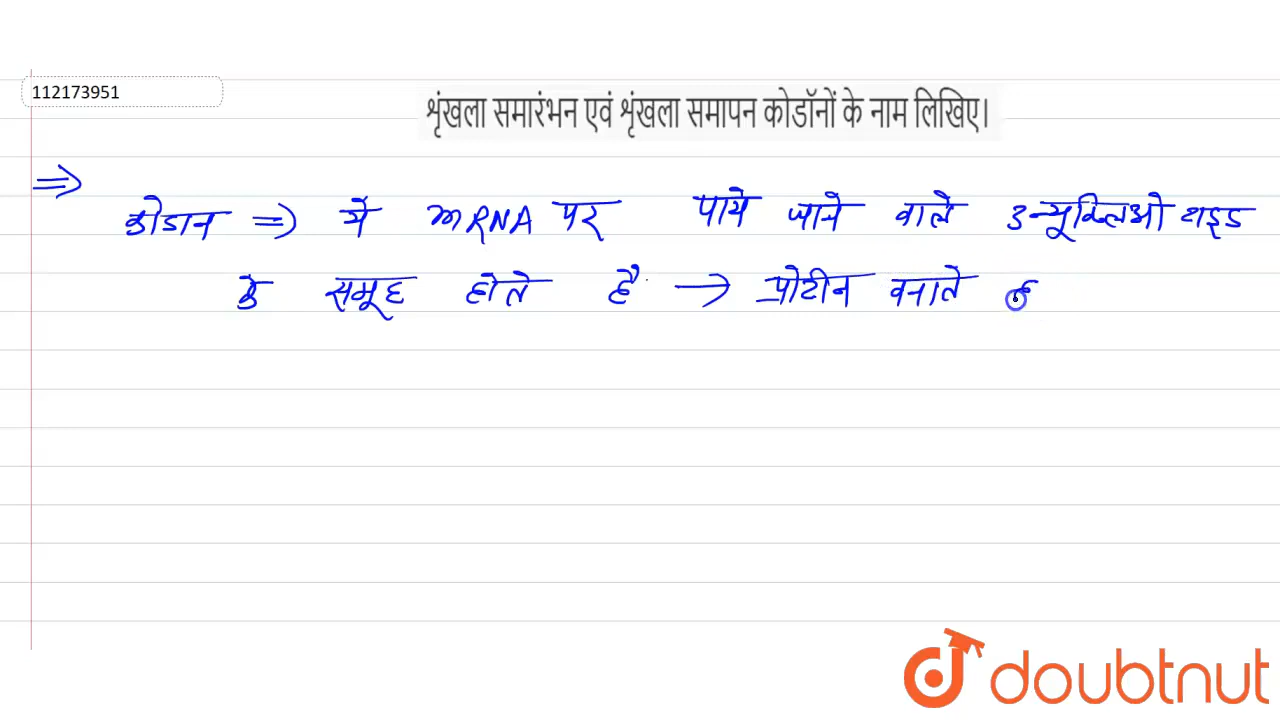 112173951
शृंखला समारंभन एवं शृंखला समापन कोडॉनों के नाम लिखिए।
⇒
कोडान ⇒ ये mRNA पर पाये जाने वाले 3 न्यूक्लिओटाइड
के समूह होते है → प्रोटीन बनाते ह
doubtnut